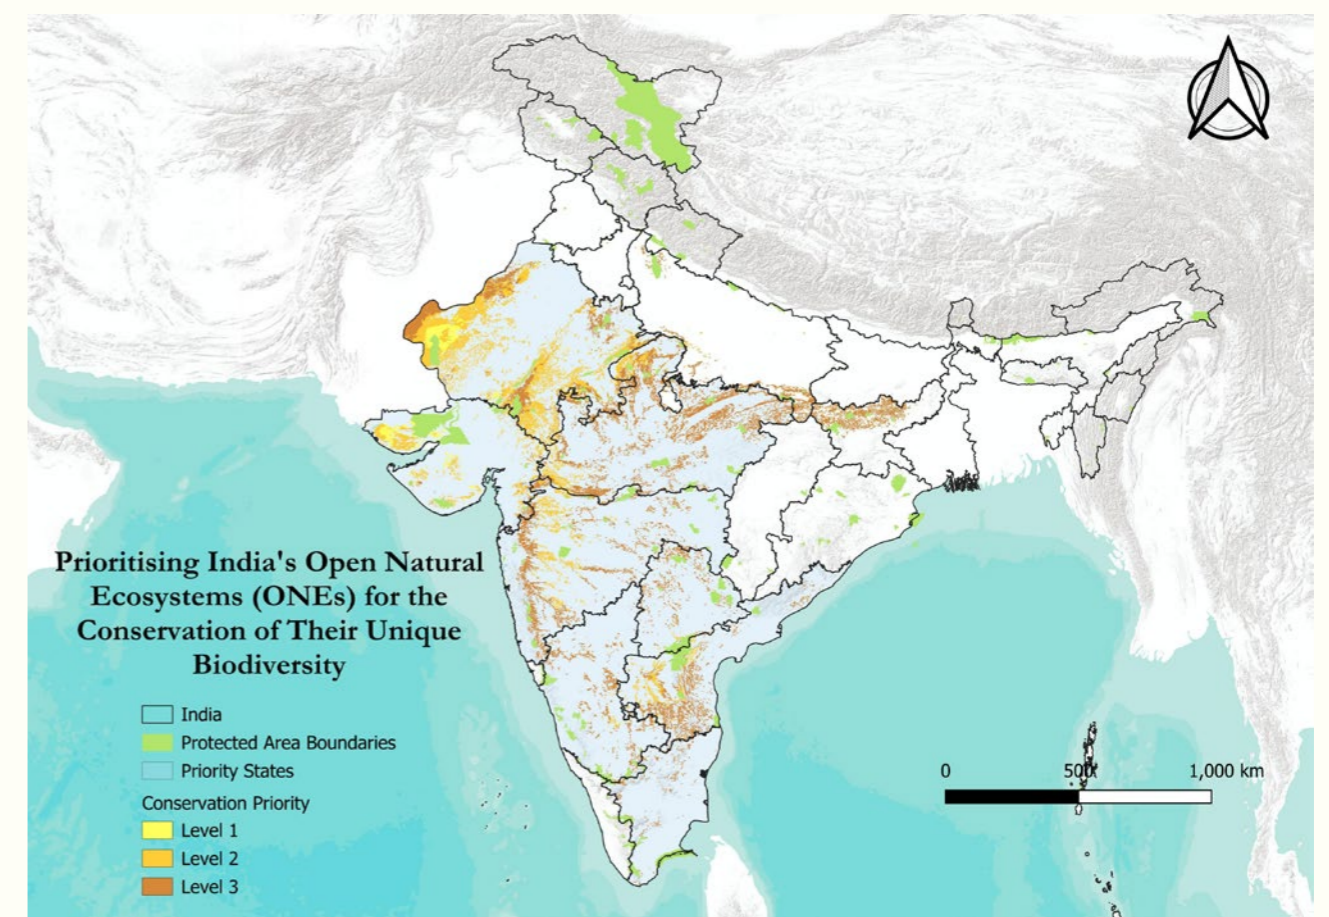 Prioritising India's Open Natural
Ecosystems (ONEs) for the
Conservation of Their Unique
Biodiversity
India
Protected Area Boundaries
Priority States
Conservation Priority
Level 1
Level 2
Level 3
0 500 1,000 km